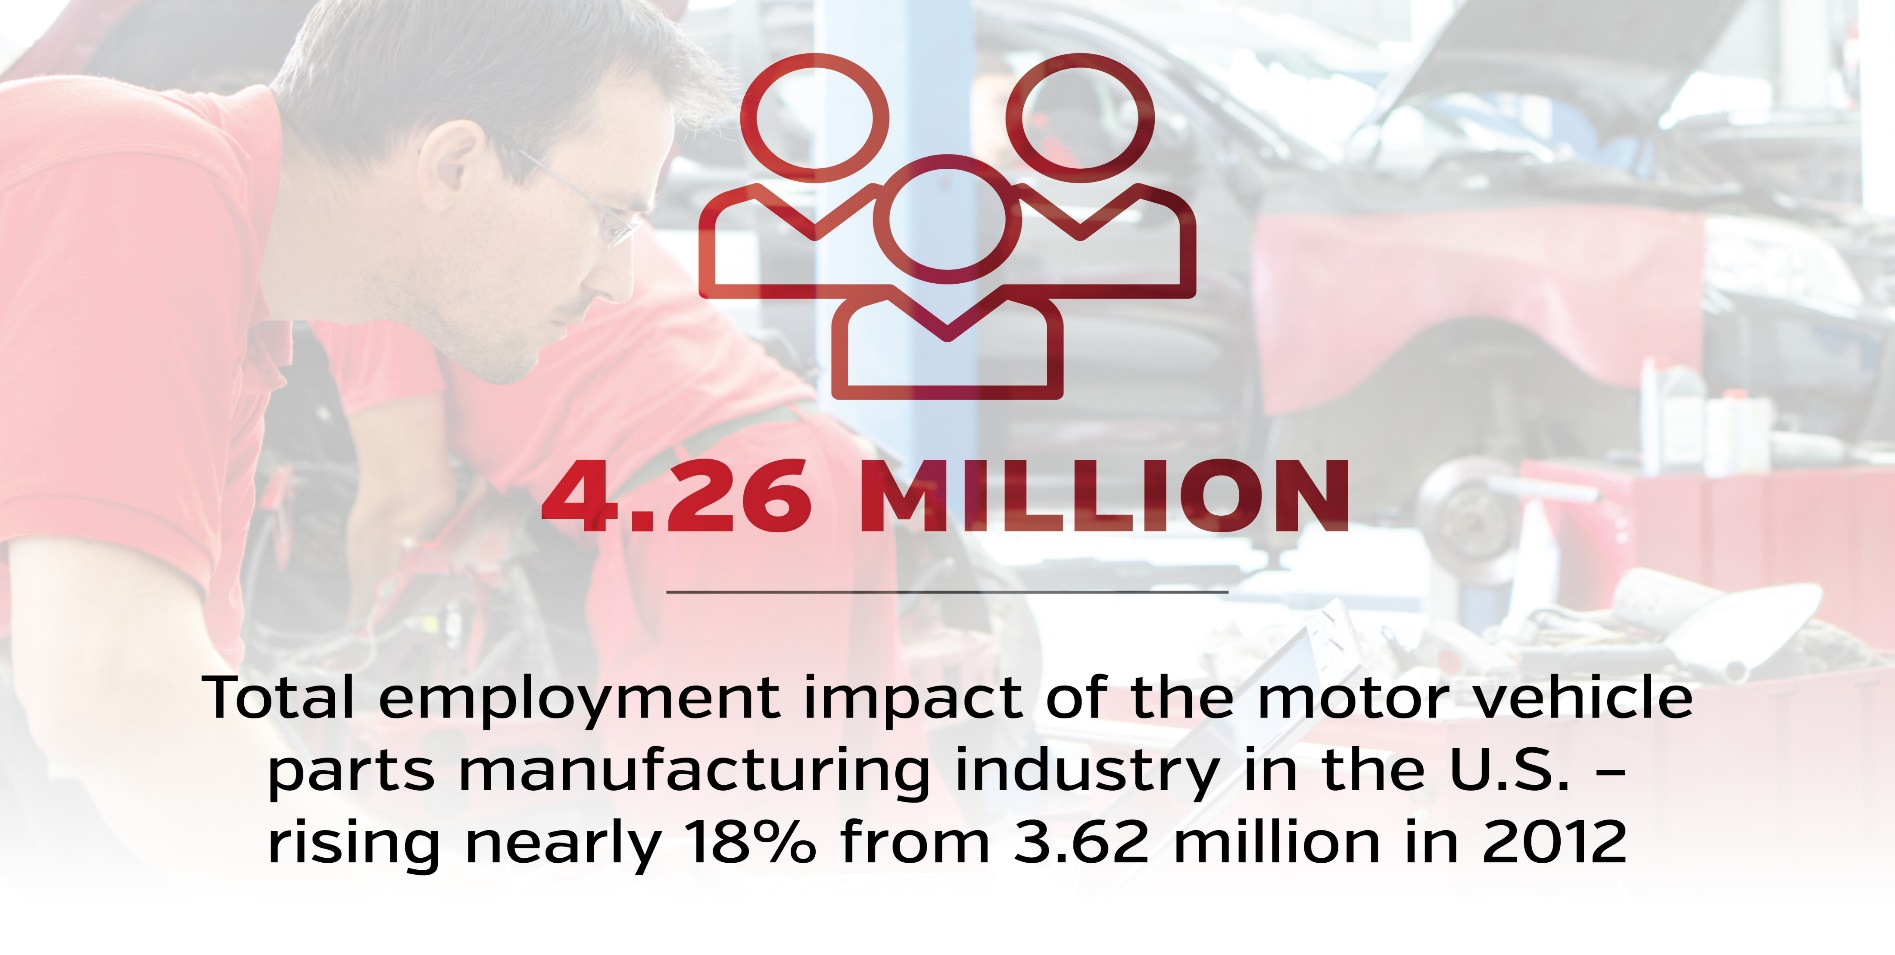 4.26 MILLION
Total employment impact of the motor vehicle
parts manufacturing industry in the U.S. –
rising nearly 18% from 3.62 million in 2012